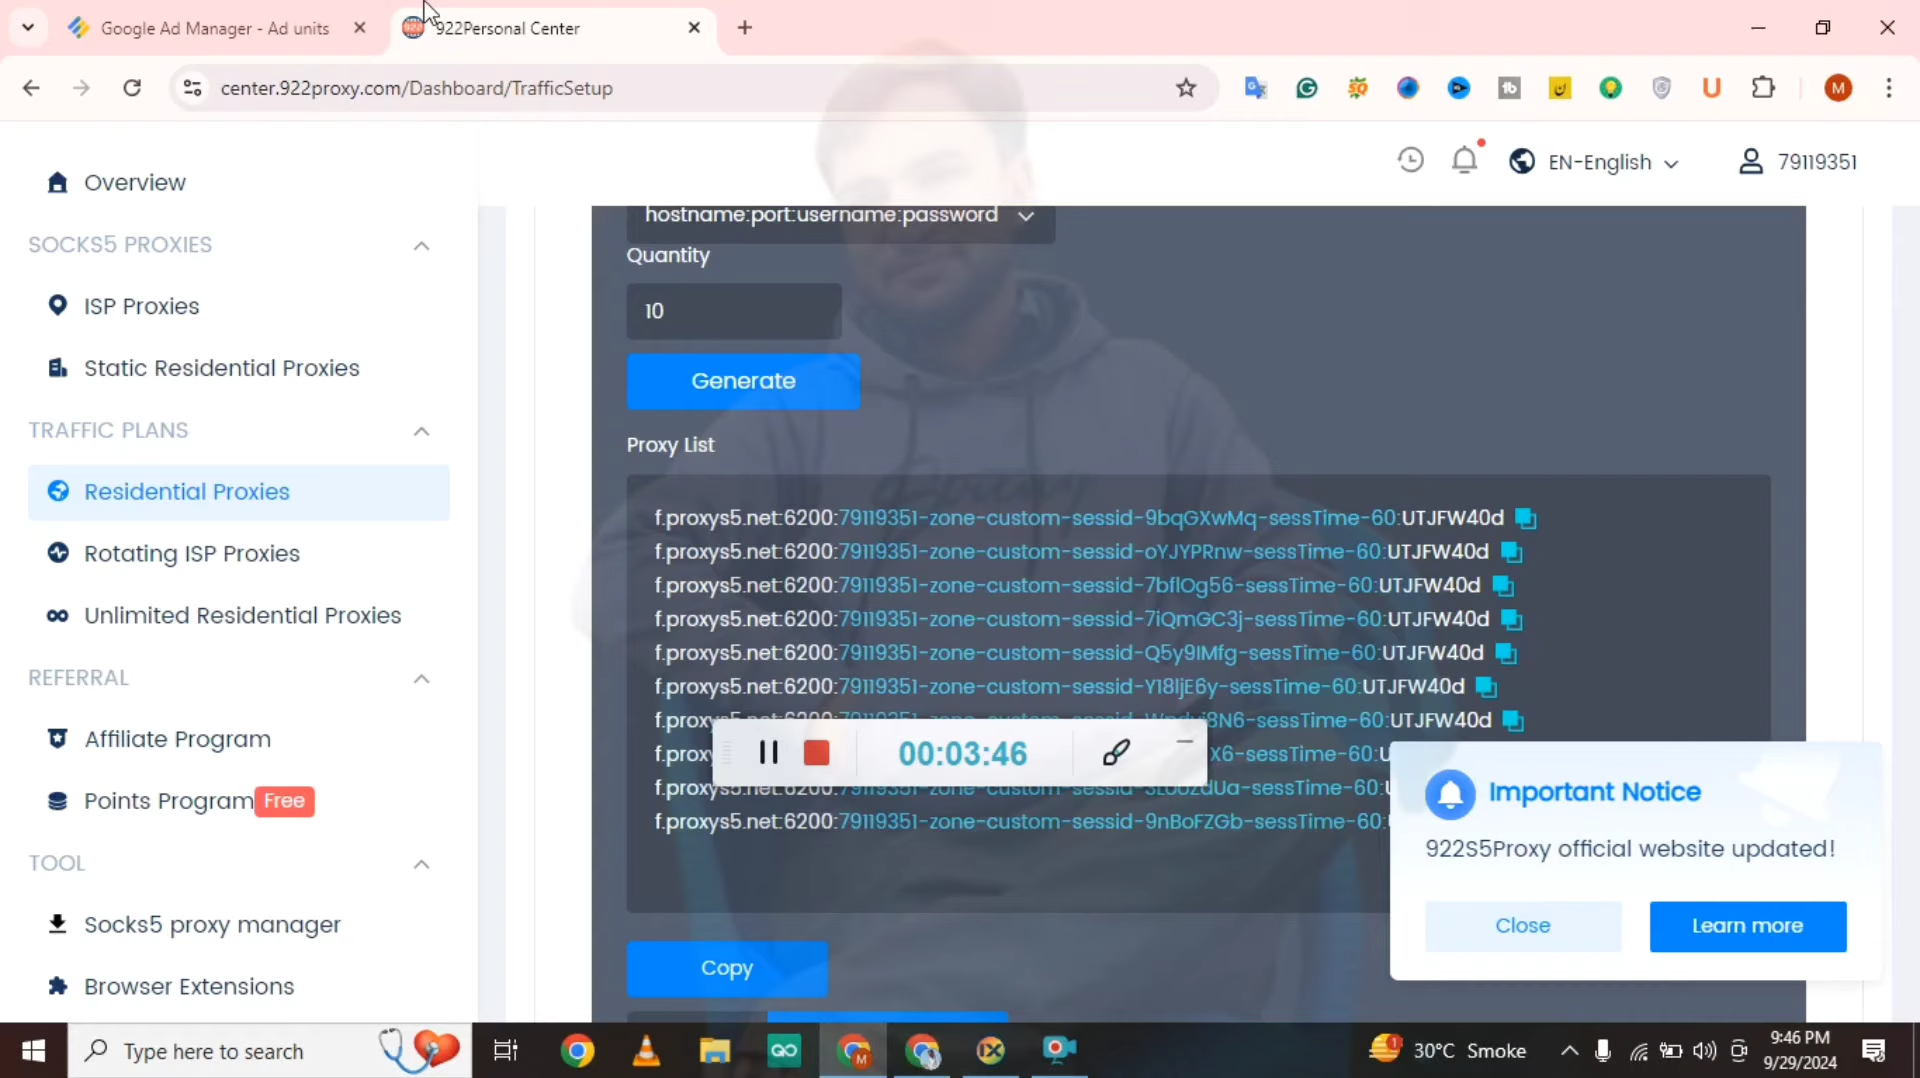 Google Ad Manager - Ad units
922Personal Center
center.922proxy.com/Dashboard/TrafficSetup
M
EN-English
79119351
Overview
SOCKS5 PROXIES
ISP Proxies
Static Residential Proxies
TRAFFIC PLANS
Residential Proxies
Rotating ISP Proxies
Unlimited Residential Proxies
REFERRAL
Affiliate Program
Points Program Free
TOOL
Socks5 proxy manager
Browser Extensions
hostname:port:username:password
Quantity
10
Generate
Proxy List
f.proxys5.net:6200:79119351-zone-custom-sessid-9bqGXwMq-sessTime-60:UTJFW40d
f.proxys5.net:6200:79119351-zone-custom-sessid-oYJYPRnw-sessTime-60:UTJFW40d
f.proxys5.net:6200:79119351-zone-custom-sessid-7bflOg56-sessTime-60:UTJFW40d
f.proxys5.net:6200:79119351-zone-custom-sessid-7iQmGC3j-sessTime-60:UTJFW40d
f.proxys5.net:6200:79119351-zone-custom-sessid-Q5y9IMfg-sessTime-60:UTJFW40d
f.proxys5.net:6200:79119351-zone-custom-sessid-Y18ljE6y-sessTime-60:UTJFW40d
8N6-sessTime-60:UTJFW40d
X6-sessTime-60:U
f.proxys5.net:6200:79119351-zone-custom-sessid-9nBoFZGb-sessTime-60:
00:03:46
Copy
Important Notice
922S5Proxy official website updated!
Close
Learn more
Type here to search
30°C Smoke
9:46 PM
9/29/2024